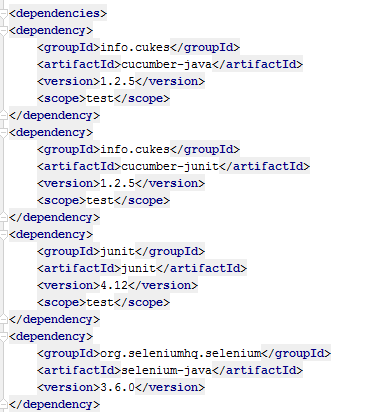 <dependencies>
<dependency>
<groupId>info.cukes</groupId>
<artifactId>cucumber-java</artifactId>
<version>1.2.5</version>
<scope>test</scope>
</dependency>
<dependency>
<groupId>info.cukes</groupId>
<artifactId>cucumber-junit</artifactId>
<version>1.2.5</version>
<scope>test</scope>
</dependency>
<dependency>
<groupId>junit</groupId>
<artifactId>junit</artifactId>
<version>4.12</version>
<scope>test</scope>
</dependency>
<dependency>
<groupId>org.seleniumhq.selenium</groupId>
<artifactId>selenium-java</artifactId>
<version>3.6.0</version>
</dependency>